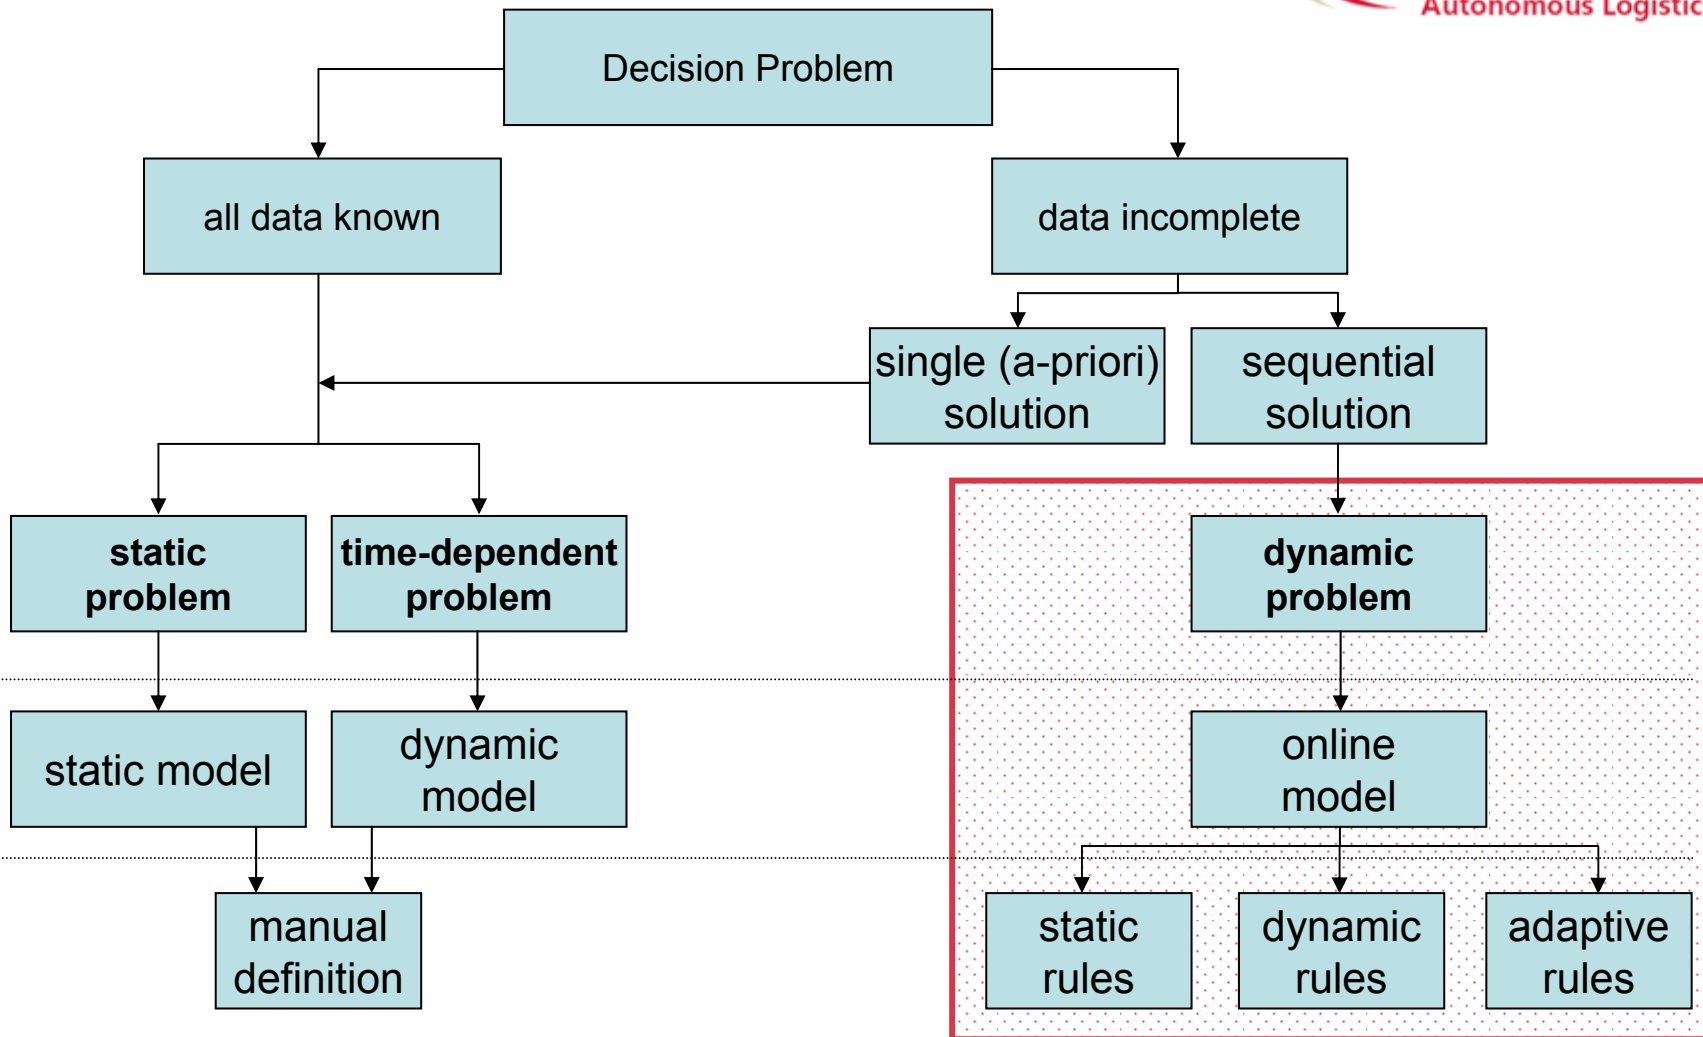 Autonomous Logistic
Decision Problem
all data known
data incomplete
single (a-priori)
solution
sequential
solution
static
problem
time-dependent
problem
dynamic
problem
static model
dynamic
model
online
model
manual
definition
static
rules
dynamic
rules
adaptive
rules